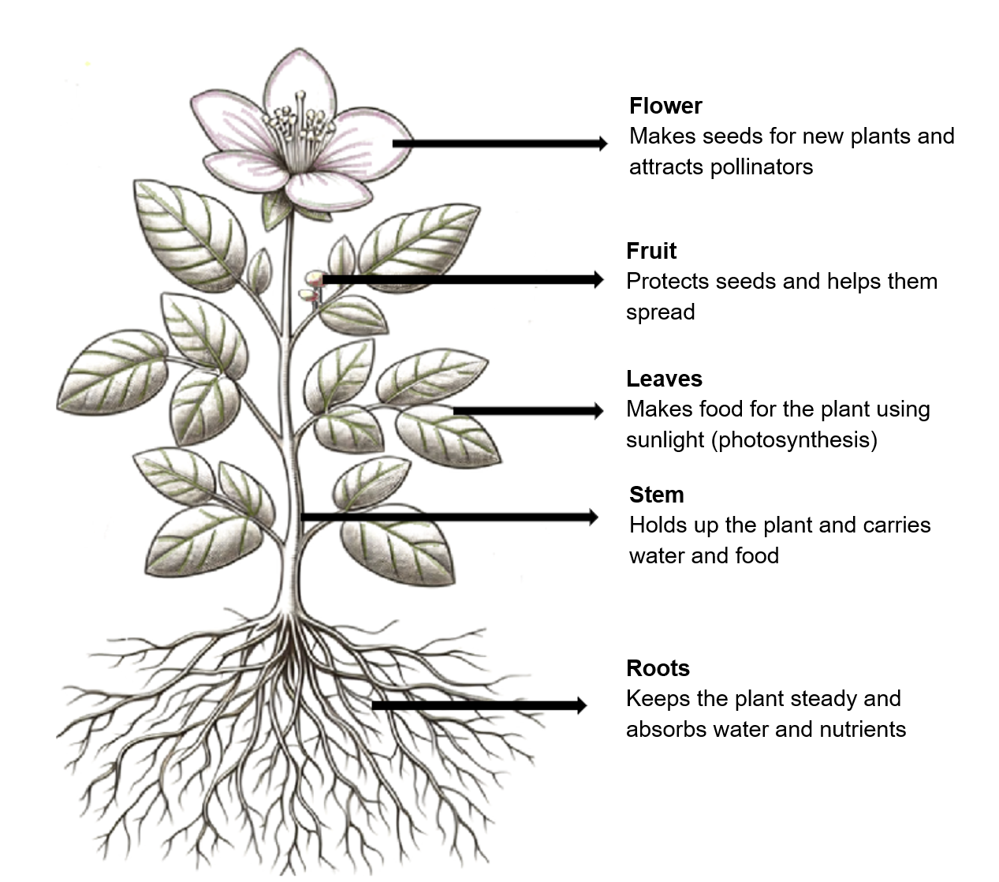 Flower
Makes seeds for new plants and
attracts pollinators
Fruit
Protects seeds and helps them
spread
Leaves
Makes food for the plant using
sunlight (photosynthesis)
Stem
Holds up the plant and carries
water and food
Roots
Keeps the plant steady and
absorbs water and nutrients